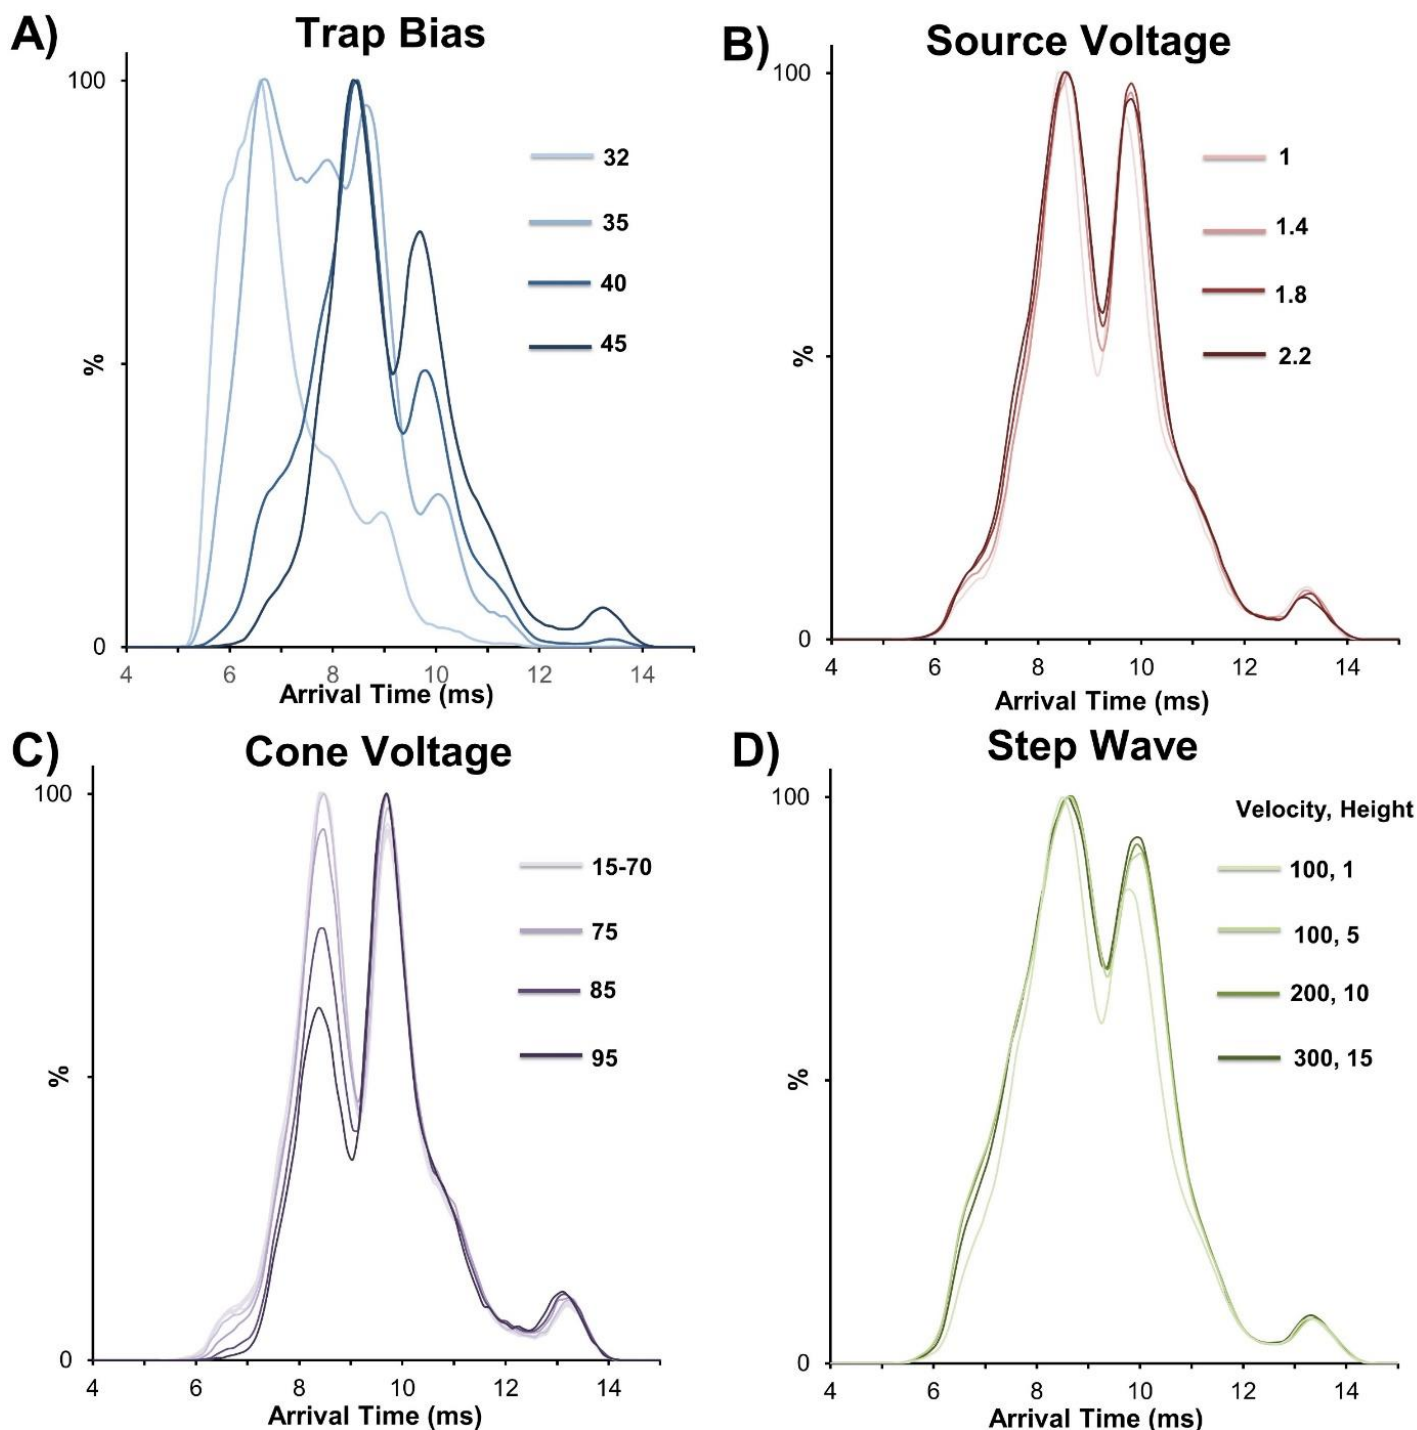 A)
Trap Bias
100
%
0
32
35
40
45
4 6 8 10 12 14
Arrival Time (ms)
B)
Source Voltage
100
%
0
1
1.4
1.8
2.2
4 6 8 10 12 14
Arrival Time (ms)
C)
Cone Voltage
100
%
0
15-70
75
85
95
4 6 8 10 12 14
Arrival Time (ms)
D)
Step Wave
100
%
0
Velocity, Height
100, 1
100, 5
200, 10
300, 15
4 6 8 10 12 14
Arrival Time (ms)